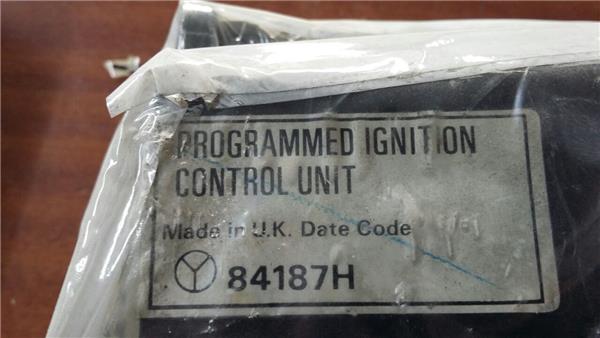 PROGRAMMED IGNITION
CONTROL UNIT
Made in U.K. Date Code
84187H